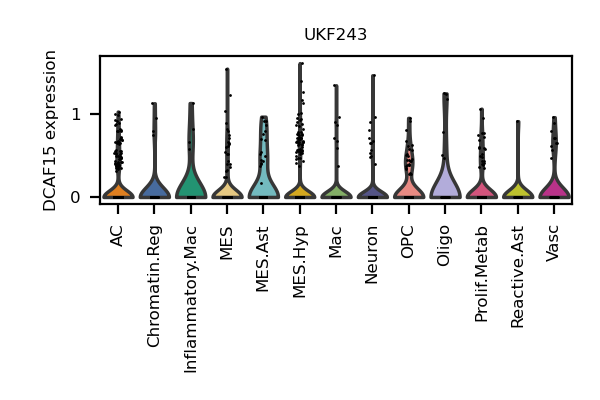 UKF243
DCAF15 expression
1
0
AC
Chromatin.Reg
Inflammatory.Mac
MES
MES.Ast
MES.Hyp
Mac
Neuron
OPC
Oligo
Prolif.Metab
Reactive.Ast
Vasc